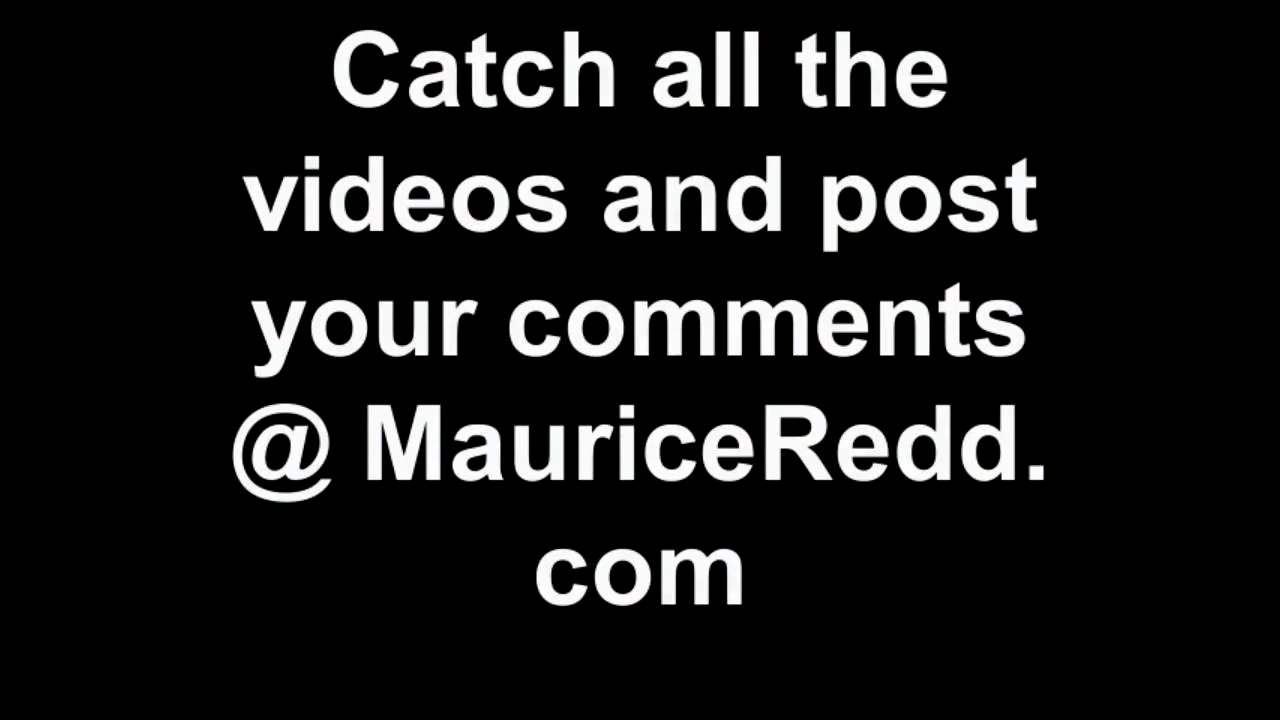 Catch all the
videos and post
your comments
@ MauriceRedd.
com